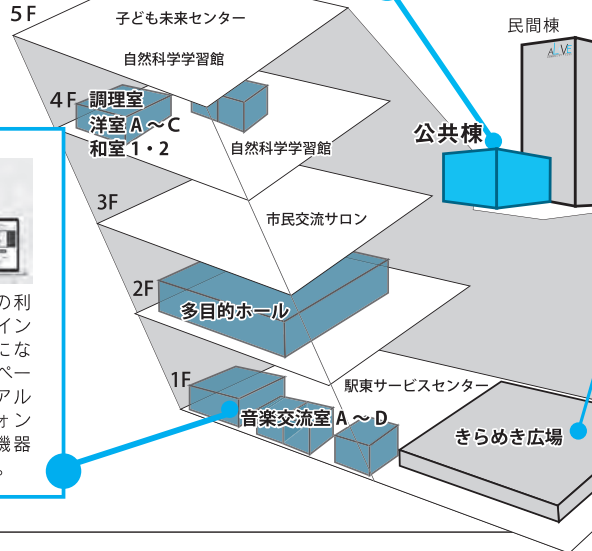 5F
子ども未来センター
自然科学学習館
4F
調理室
洋室A~C
和室1・2
自然科学学習館
3F
市民交流サロン
2F
多目的ホール
1F
音楽交流室A~D
駅東サービスセンター
きらめき広場
民間棟
公共棟
の利
イン
にな
ペー
アル
ォン
機器
。